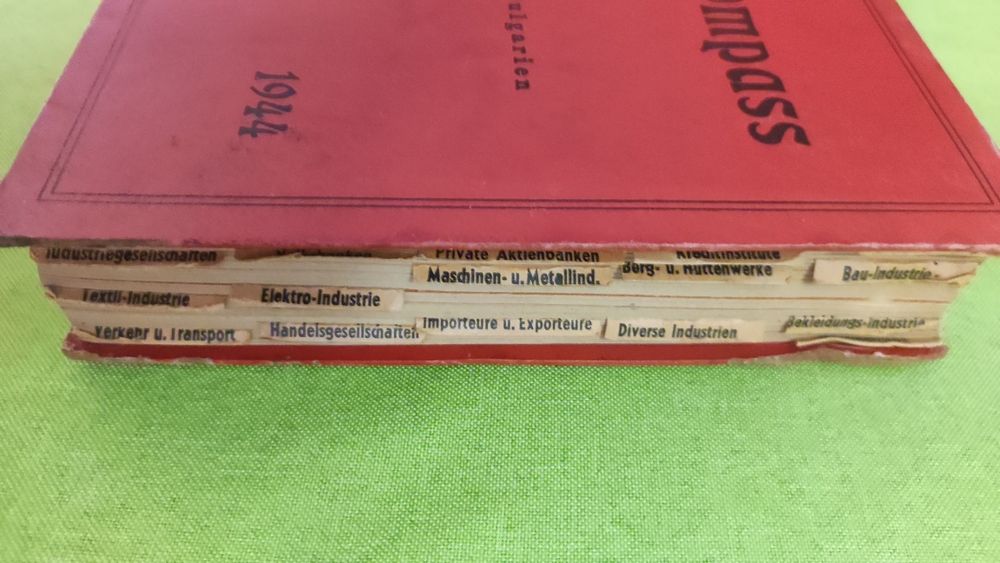 ompass
ulgarien
1944
Industriegesellschaften
Private Aktienbanken
Kreditinstitute
Maschinen- u. Metallind.
Berg- u. Hüttenwerke
Bau-Industrie
Textil-Industrie
Elektro-Industrie
Verkehr u. Transport
Handelsgesellschaften
Importeure u. Exporteure
Diverse Industrien
Bekleidungs-Industrie